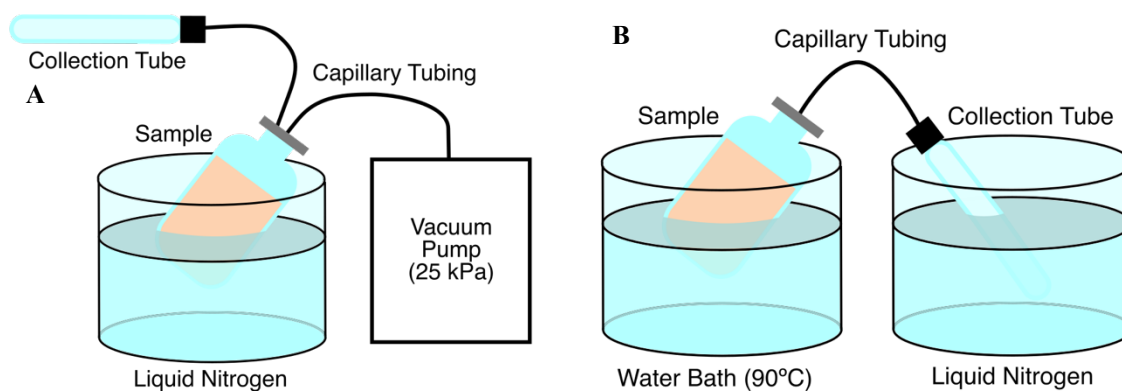 Collection Tube
A
Capillary Tubing
Sample
Vacuum
Pump
(25 kPa)
Liquid Nitrogen
B
Capillary Tubing
Sample
Collection Tube
Water Bath (90ºC)
Liquid Nitrogen